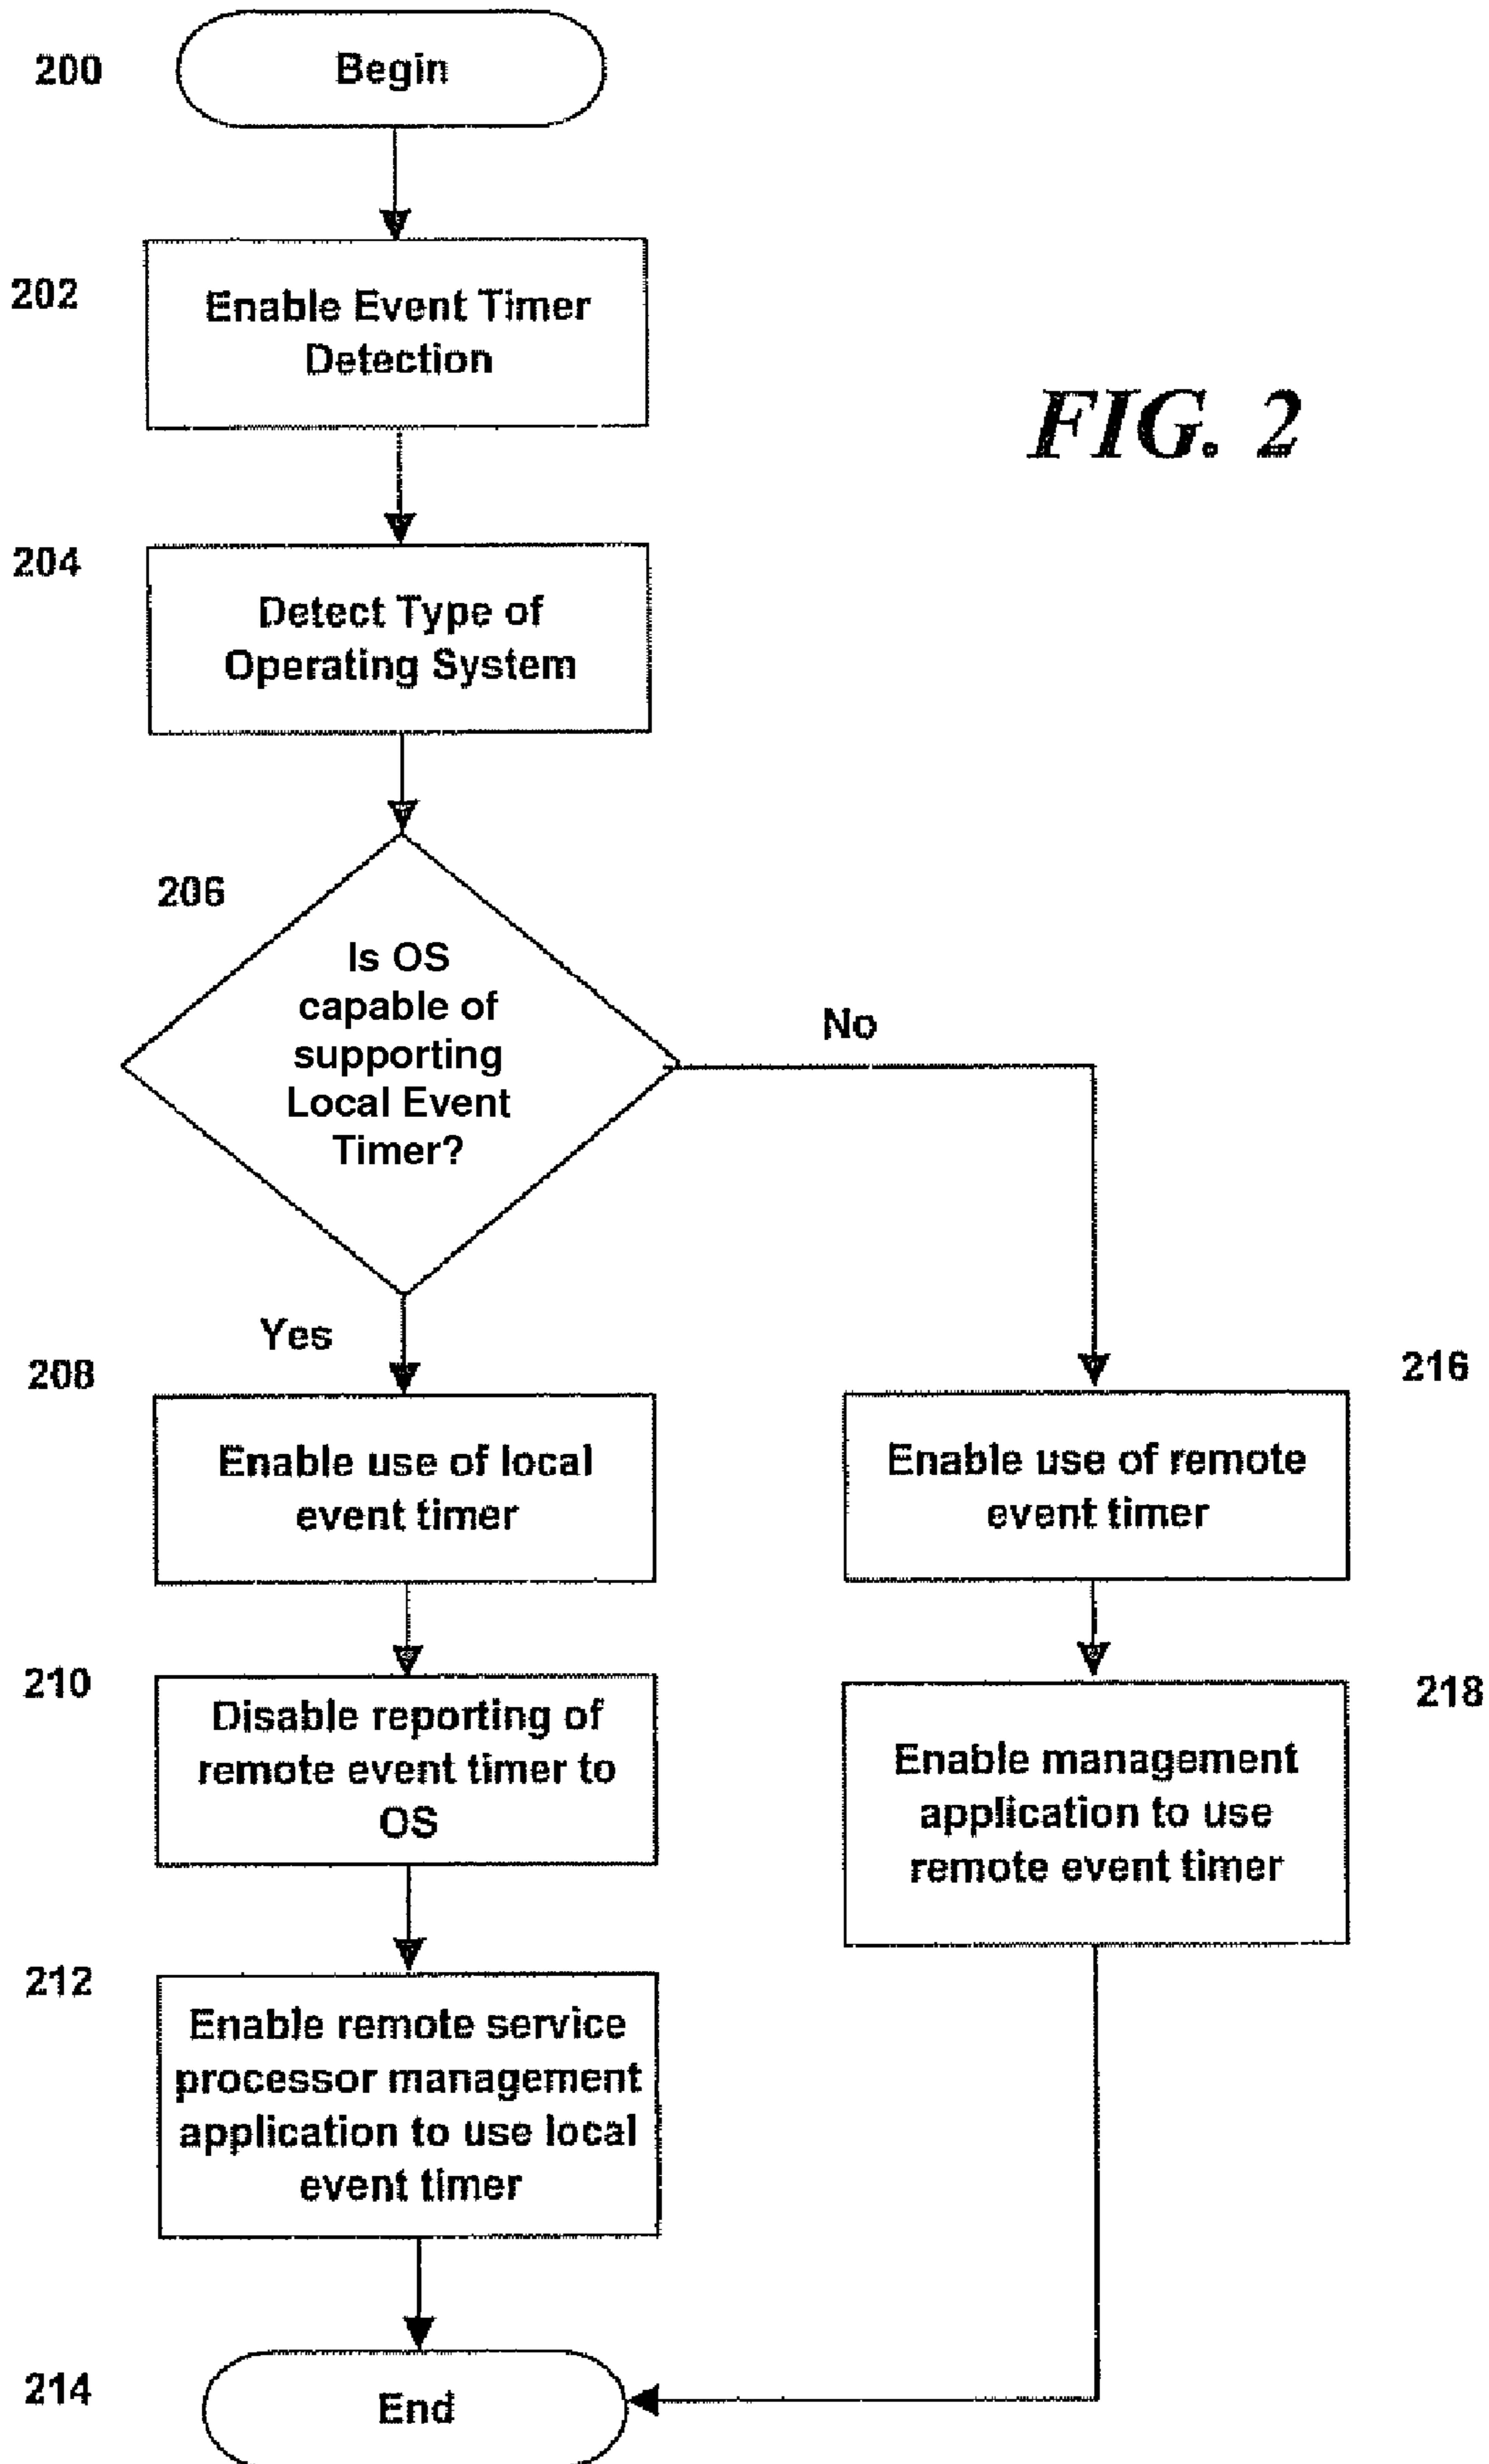 200
Begin
202
Enable Event Timer
Detection
FIG. 2
204
Detect Type of
Operating System
206
Is OS
capable of
supporting
Local Event
Timer?
No
Yes
208
Enable use of local
event timer
216
Enable use of remote
event timer
210
Disable reporting of
remote event timer to
OS
218
Enable management
application to use
remote event timer
212
Enable remote service
processor management
application to use local
event timer
214
End